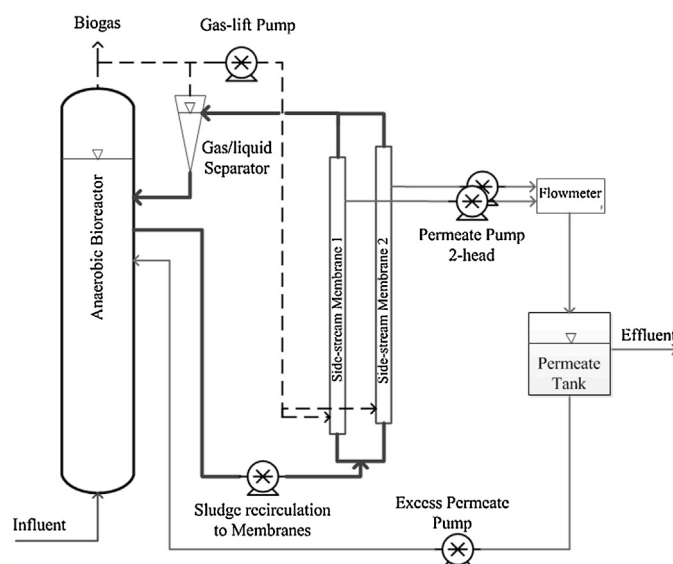 Biogas
Gas-lift Pump
Gas/liquid
Separator
Anaerobic Bioreactor
Side-stream Membrane 1
Side-stream Membrane 2
Flowmeter
Permeate Pump
2-head
Effluent
Permeate
Tank
Sludge recirculation
to Membranes
Excess Permeate
Pump
Influent